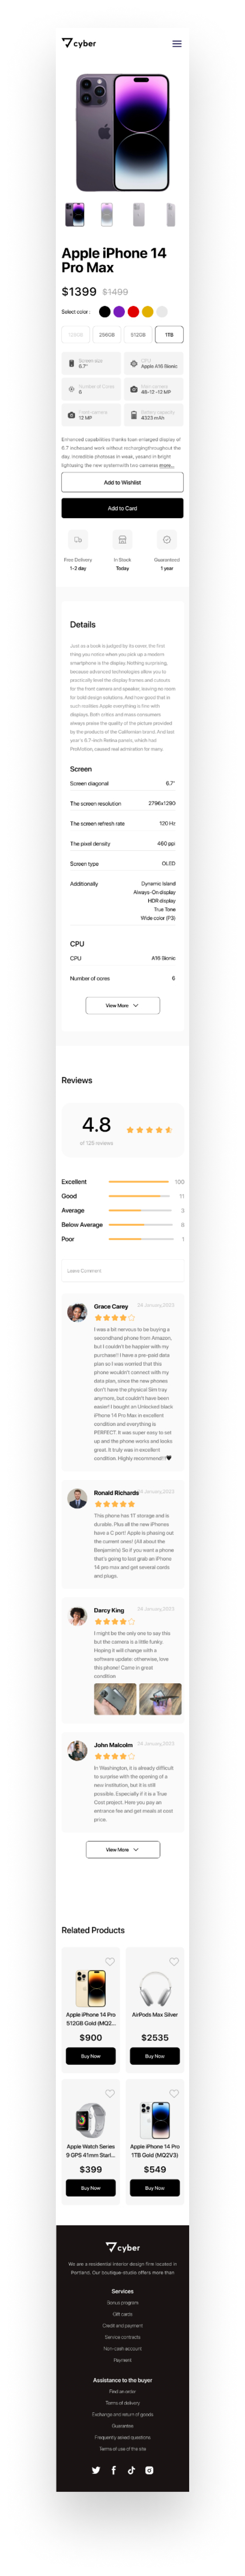 cyber
Apple iPhone 14
Pro Max
$1399 $1499
Select color :
256GB 512GB 1TB
Screen size
6.7"
CPU
Apple A16 Bionic
Number of Cores
6
48-12 -12 MP
Front-camera
12 MP
Battery capacity
4323 mAh
Enhanced capabilities thanks to
an enlarged display of
6.7 inches
and work without recharging
throughout the
day. Incredible photos
as in weak, yes
and in bright
light
using the new system
with two cameras more...
Add to Wishlist
Add to Card
Free Delivery
1-2 day
In Stock
Today
Guaranteed
1 year
Details
Just as a book is judged by its cover, the first
thing you notice when you pick up a modern
smartphone is the display. Nothing surprising,
because advanced technologies allow you to
practically level the display frames and cutouts
for the front camera and speaker, leaving no room
for bold design solutions. And how good that in
such realities Apple everything is fine with
displays. Both critics and mass consumers
always praise the quality of the picture provided
by the products of the Californian brand. And last
year's 6.7-inch Retina panels, which had
ProMotion, caused real admiration for many.
Screen
Screen diagonal 6.7"
The screen resolution 2796x1290
The screen refresh rate 120 Hz
The pixel density 460 ppi
Screen type OLED
Additionally Dynamic Island
Always-On display
HDR display
True Tone
Wide color (P3)
CPU
CPU A16 Bionic
Number of cores 6
View More
Reviews
4.8
of 125 reviews
Excellent 100
Good 11
Average 3
Below Average 8
Poor 1
Leave Comment
Grace Carey 24 January,2023
I was a bit nervous to be buying a
secondhand phone from Amazon,
but I couldn't be happier with my
purchase!! I have a pre-paid data
plan so I was worried that this
phone wouldn't connect with my
data plan, since the new phones
don't have the physical Sim tray
anymore, but couldn't have been
easier! I bought an Unlocked black
iPhone 14 Pro Max in excellent
condition and everything is
PERFECT. It was super easy to set
up and the phone works and looks
great. It truly was in excellent
condition. Highly recommend!!!🖤
Ronald Richards 24 January,2023
This phone has 1T storage and is
durable. Plus all the new iPhones
have a C port! Apple is phasing out
the current ones! (All about the
Benjamin's) So if you want a phone
that's going to last grab an iPhone
14 pro max and get several cords
and plugs.
Darcy King 24 January,2023
I might be the only one to say this
but the camera is a little funky.
Hoping it will change with a
software update: otherwise, love
this phone! Came in great
condition
John Malcolm 24 January,2023
In Washington, it is already difficult
to surprise with the opening of a
new institution, but it is still
possible. Especially if it is a True
Cost project. Here you pay an
entrance fee and get meals at cost
price.
View More
Related Products
Apple iPhone 14 Pro
512GB Gold (MQ2...
$900
Buy Now
AirPods Max Silver
$2535
Buy Now
Apple Watch Series
9 GPS 41mm Starl...
$399
Buy Now
Apple iPhone 14 Pro
1TB Gold (MQ2V3)
$549
Buy Now
cyber
We are a residential interior design firm located in
Portland. Our boutique-studio offers more than
Services
Bonus program
Gift cards
Credit and payment
Service contracts
Non-cash account
Payment
Assistance to the buyer
Find an order
Terms of delivery
Exchange and return of goods
Guarantee
Frequently asked questions
Terms of use of the site